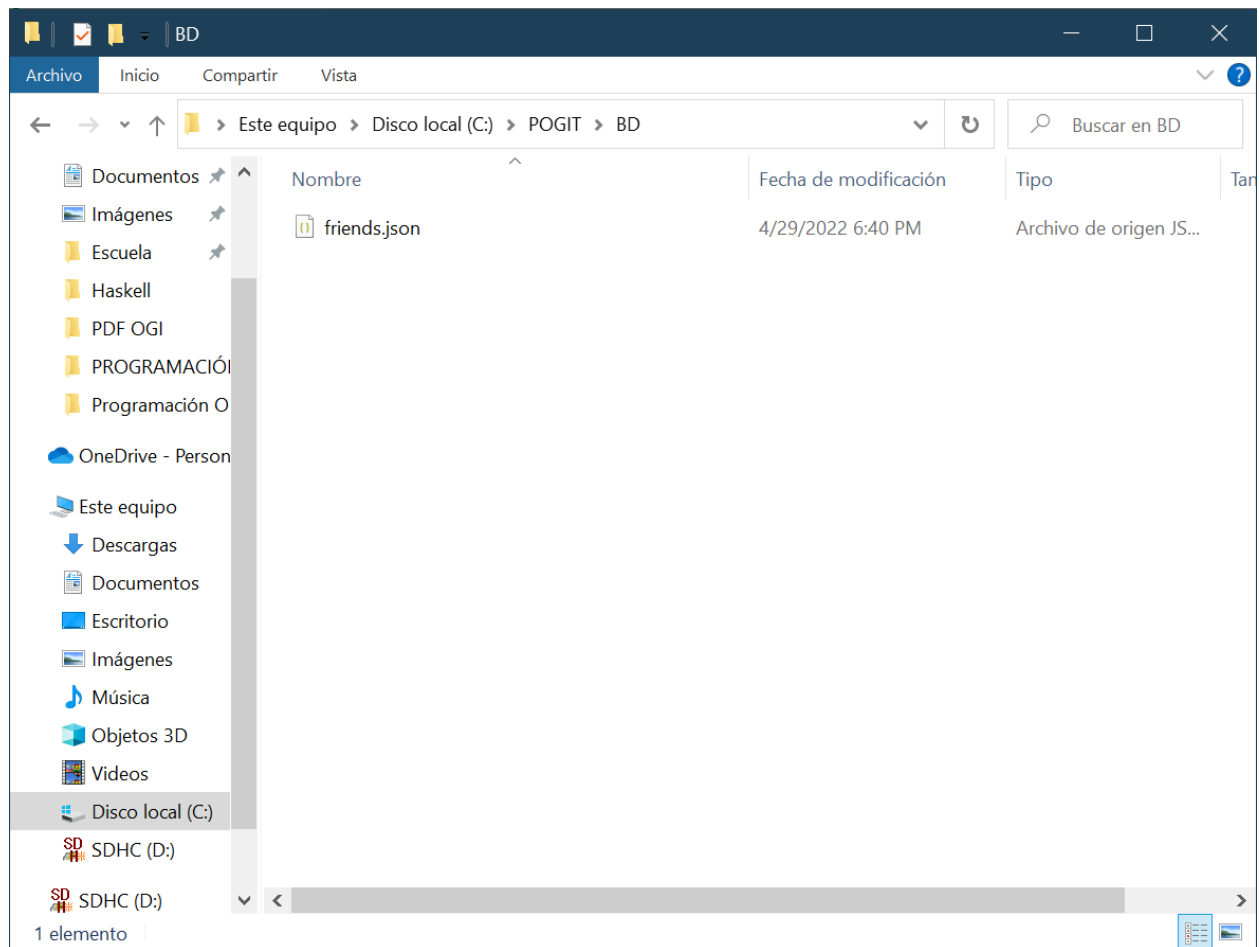 BD
Archivo Inicio Compartir Vista
Este equipo Disco local (C:) POGIT BD Buscar en BD
Documentos
Imágenes
Escuela
Haskell
PDF OGI
PROGRAMACIÓ
Programación O
OneDrive - Person
Este equipo
Descargas
Documentos
Escritorio
Imágenes
Música
Objetos 3D
Videos
Disco local (C:)
SDHC (D:)
SDHC (D:)
Nombre Fecha de modificación Tipo Tan
friends.json 4/29/2022 6:40 PM Archivo de origen JS...
1 elemento